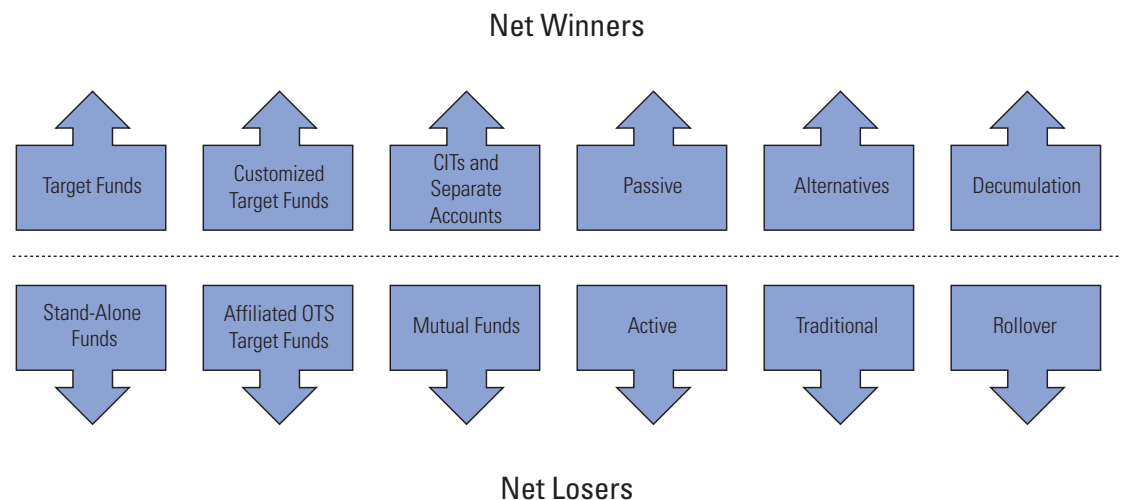 Net Winners
Target Funds
Customized
Target Funds
CITs and
Separate
Accounts
Passive
Alternatives
Decumulation
Stand-Alone
Funds
Affiliated OTS
Target Funds
Mutual Funds
Active
Traditional
Rollover
Net Losers